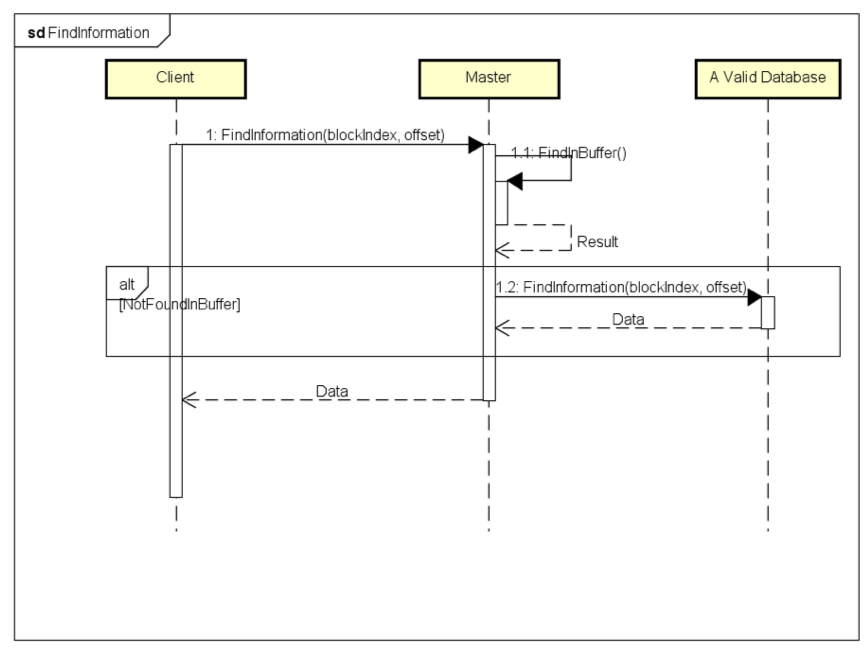 sd FindInformation
Client
Master
A Valid Database
1: FindInformation(blockIndex, offset)
1.1: FindInBuffer()
Result
alt
[NotFoundInBuffer]
1.2: FindInformation(blockIndex, offset)
Data
Data